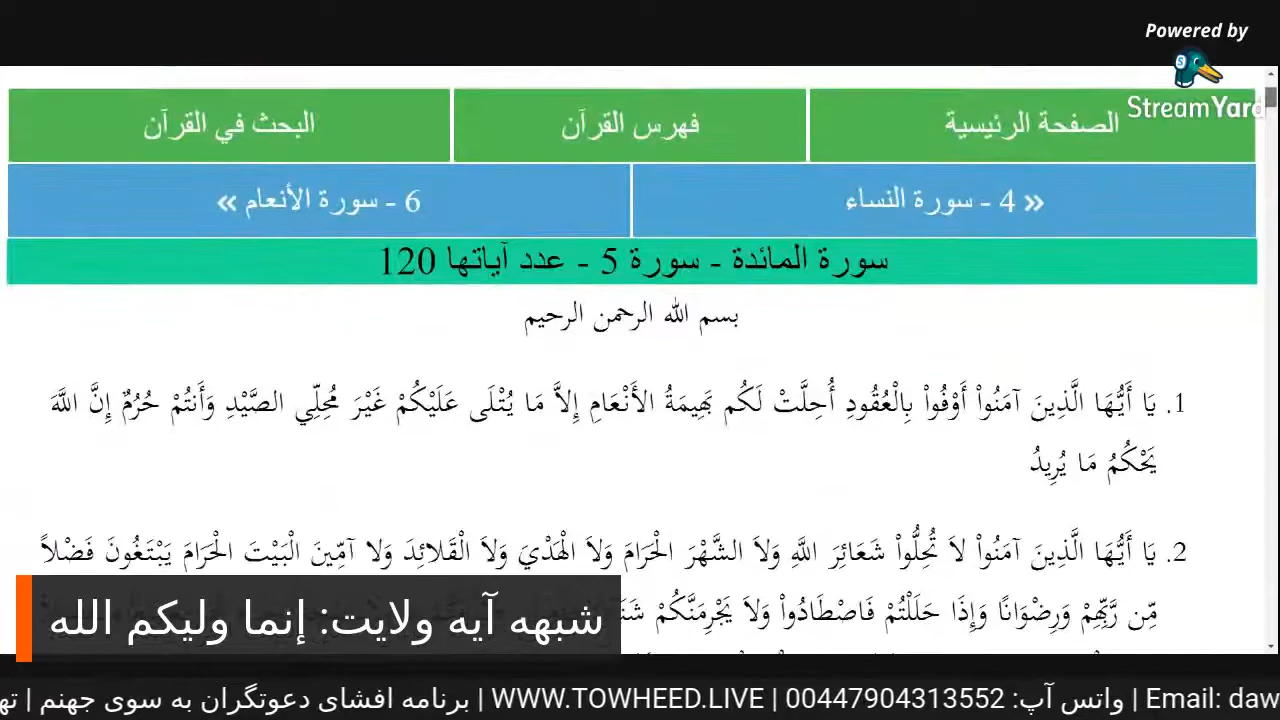 Powered by
StreamYard
الصفحة الرئيسية
فهرس القرآن
البحث في القرآن
« 4 - سورة النساء
6 - سورة الأنعام »
سورة المائدة - سورة 5 - عدد آياتها 120
بسم الله الرحمن الرحيم
1. يَا أَيُّهَا الَّذِينَ آمَنُواْ أَوْفُواْ بِالْعُقُودِ أُحِلَّتْ لَكُم بَهِيمَةُ الأَنْعَامِ إِلاَّ مَا يُتْلَى عَلَيْكُمْ غَيْرَ مُحِلِّي الصَّيْدِ وَأَنتُمْ حُرُمٌ إِنَّ اللَّهَ
يَحْكُمُ مَا يُرِيدُ
2. يَا أَيُّهَا الَّذِينَ آمَنُواْ لاَ تُحِلُّواْ شَعَائِرَ اللَّهِ وَلاَ الشَّهْرَ الْحَرَامَ وَلاَ الْهَدْيَ وَلاَ الْقَلائِدَ وَلا آمِّينَ الْبَيْتَ الْحَرَامَ يَبْتَغُونَ فَضْلاً
مِّن رَّبِّهِمْ وَرِضْوَانًا وَإِذَا حَلَلْتُمْ فَاصْطَادُواْ وَلاَ يَجْرِمَنَّكُمْ
شبهه آیه ولایت: إنما وليكم الله
Email: daw | واتس آپ: 00447904313552 | WWW.TOWHEED.LIVE | برنامه افشای دعوتگران به سوی جهنم | ته